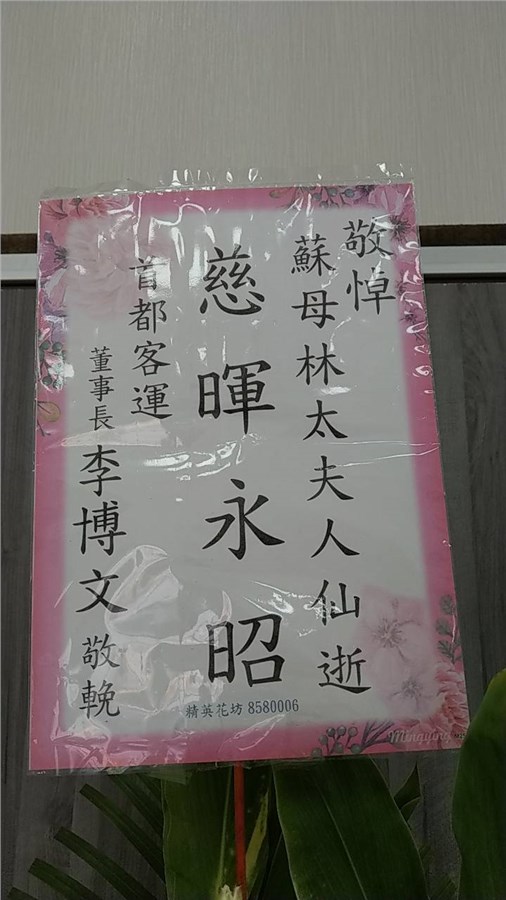 敬悼
蘇母林太夫人仙逝
慈暉永昭
首都客運
董事長李博文敬輓
精英花坊 8580006